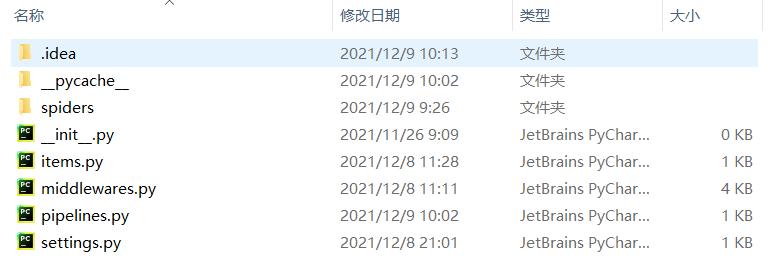 名称 修改日期 类型 大小
.idea 2021/12/9 10:13 文件夹
__pycache__ 2021/12/9 10:02 文件夹
spiders 2021/12/9 9:26 文件夹
__init__.py 2021/11/26 9:09 JetBrains PyChar... 0 KB
items.py 2021/12/8 11:28 JetBrains PyChar... 1 KB
middlewares.py 2021/12/8 11:11 JetBrains PyChar... 4 KB
pipelines.py 2021/12/9 10:02 JetBrains PyChar... 1 KB
settings.py 2021/12/8 21:01 JetBrains PyChar... 1 KB